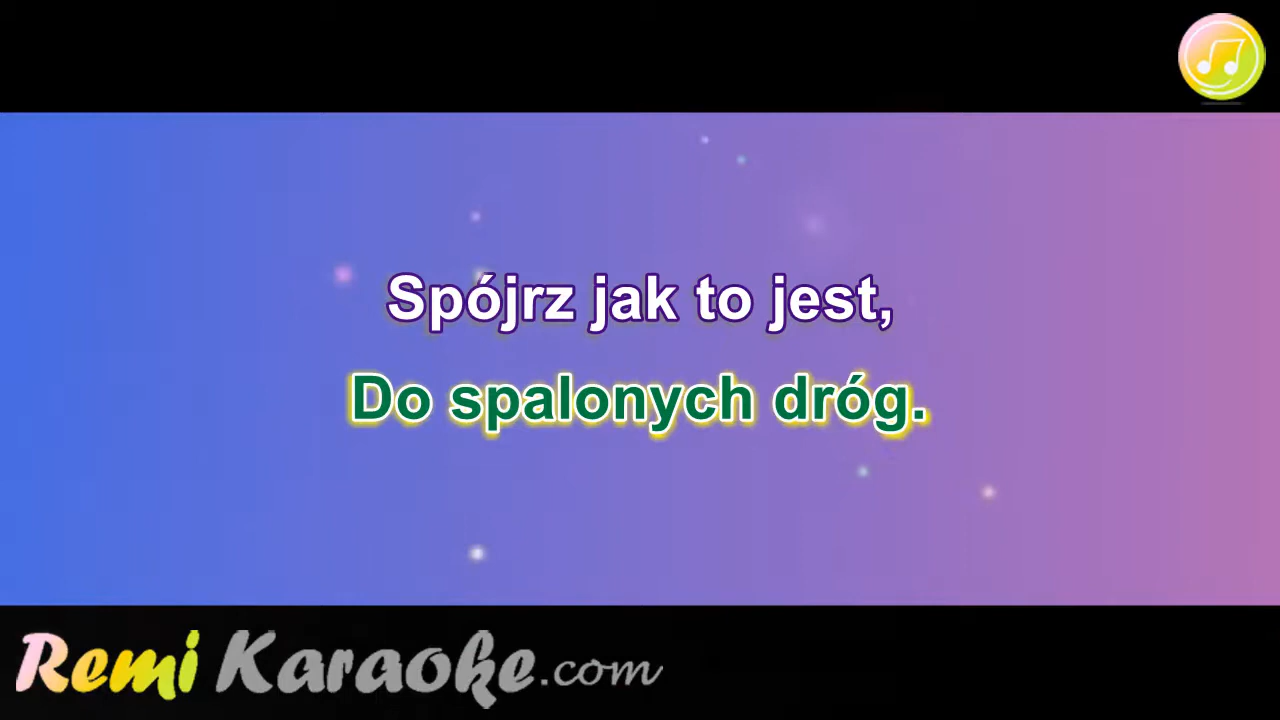 Spójrz jak to jest,
Do spalonych dróg.
Remi Karaoke.com